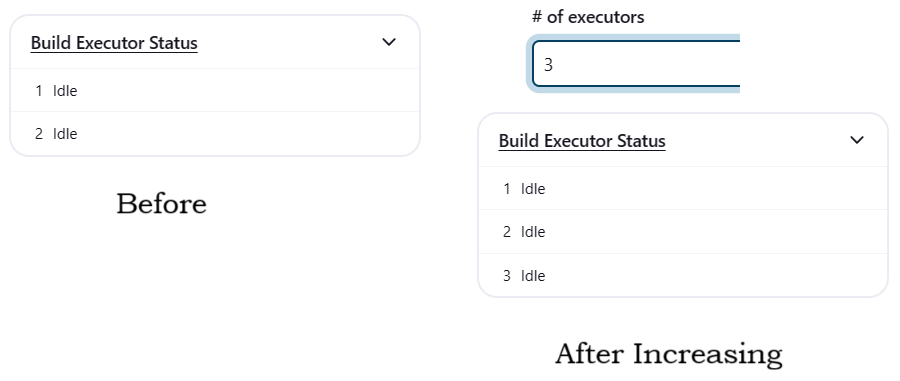 Build Executor Status
1 Idle
2 Idle
Before
# of executors
3
Build Executor Status
1 Idle
2 Idle
3 Idle
After Increasing